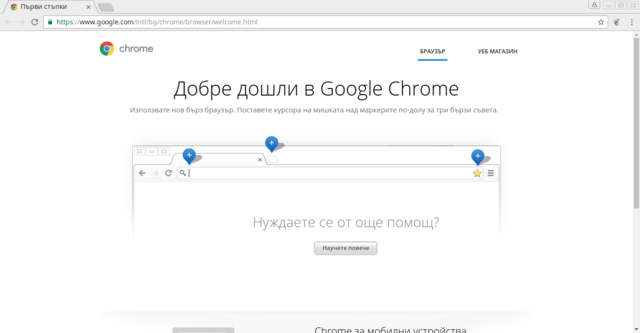 Първи стъпки
https://www.google.com/intl/bg/chrome/browser/welcome.html
chrome
БРАУЗЪР
УЕБ МАГАЗИН
Добре дошли в Google Chrome
Използвате нов бърз браузър. Поставете курсора на мишката над маркерите по-долу за три бързи съвета.
Нуждаете се от още помощ?
Научете повече
Chrome за мобилни устройства